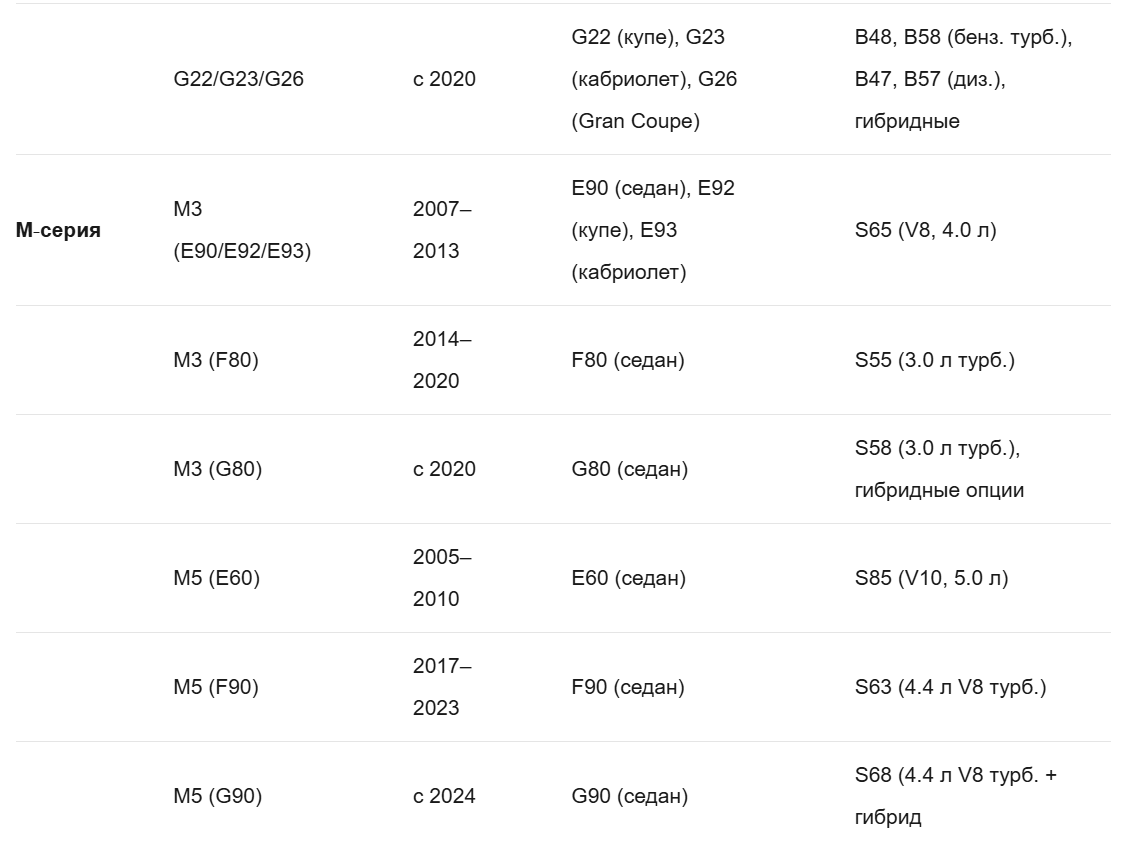 G22/G23/G26
с 2020
G22 (купе), G23
(кабриолет), G26
(Gran Coupe)
B48, B58 (бенз. турб.),
B47, B57 (диз.),
гибридные
М-серия
M3
(E90/E92/E93)
2007–
2013
E90 (седан), E92
(купе), E93
(кабриолет)
S65 (V8, 4.0 л)
M3 (F80)
2014–
2020
F80 (седан)
S55 (3.0 л турб.)
M3 (G80)
с 2020
G80 (седан)
S58 (3.0 л турб.),
гибридные опции
M5 (E60)
2005–
2010
E60 (седан)
S85 (V10, 5.0 л)
M5 (F90)
2017–
2023
F90 (седан)
S63 (4.4 л V8 турб.)
M5 (G90)
с 2024
G90 (седан)
S68 (4.4 л V8 турб. +
гибрид